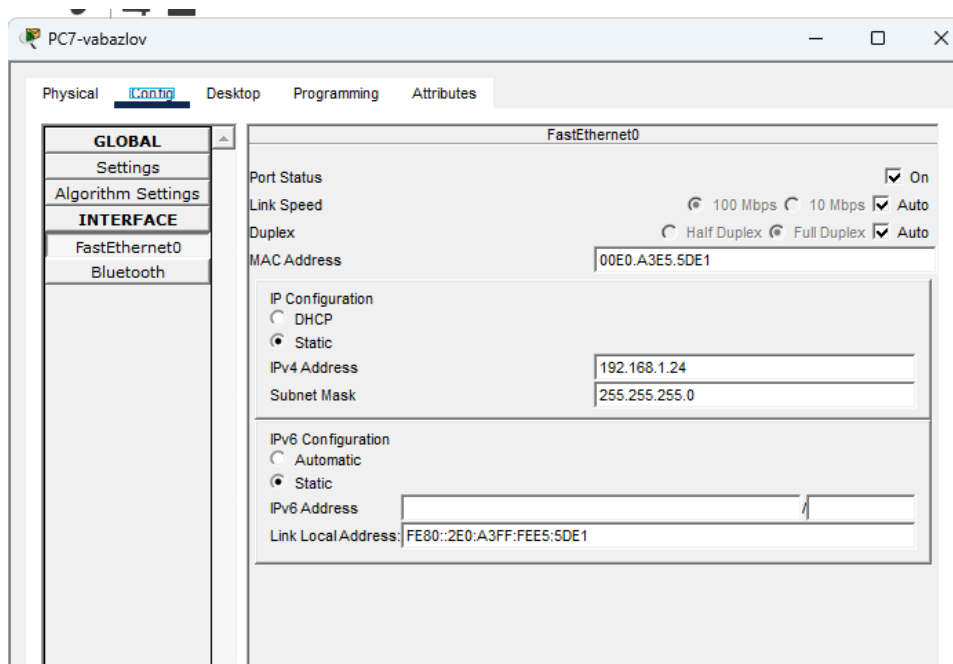 PC7-vabazlov
Physical Config Desktop Programming Attributes
GLOBAL
Settings
Algorithm Settings
INTERFACE
FastEthernet0
Bluetooth
FastEthernet0
Port Status On
Link Speed 100 Mbps 10 Mbps Auto
Duplex Half Duplex Full Duplex Auto
MAC Address 00E0.A3E5.5DE1
IP Configuration
DHCP
Static
IPv4 Address 192.168.1.24
Subnet Mask 255.255.255.0
IPv6 Configuration
Automatic
Static
IPv6 Address /
Link Local Address: FE80::2E0:A3FF:FEE5:5DE1